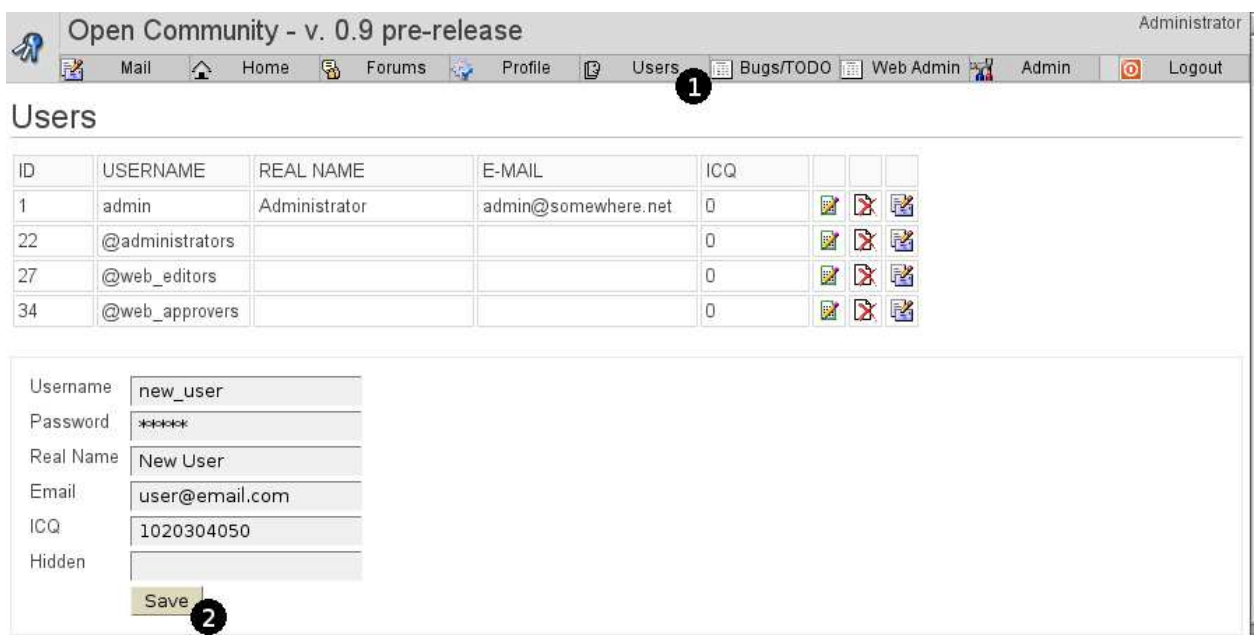 Open Community - v. 0.9 pre-release
Administrator
Mail Home Forums Profile Users Bugs/TODO Web Admin Admin Logout
1
Users
ID USERNAME REAL NAME E-MAIL ICQ
1 admin Administrator admin@somewhere.net 0
22 @administrators 0
27 @web_editors 0
34 @web_approvers 0
Username new_user
Password *****
Real Name New User
Email user@email.com
ICQ 1020304050
Hidden
Save
2